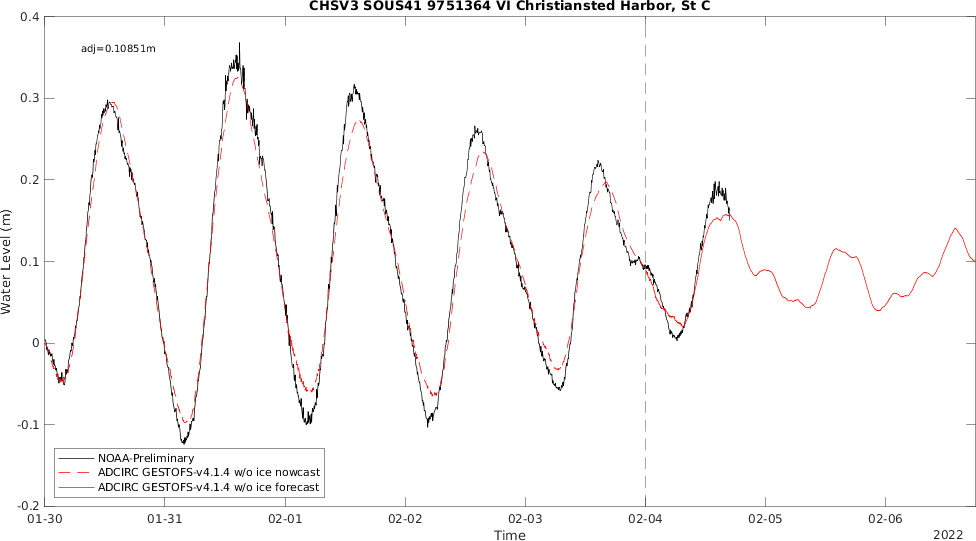 CHSV3 SOUS41 9751364 VI Christiansted Harbor, St C
adj=0.10851m
0.4
0.3
0.2
0.1
0
-0.1
-0.2
Water Level (m)
NOAA-Preliminary
ADCIRC GESTOFS-v4.1.4 w/o ice nowcast
ADCIRC GESTOFS-v4.1.4 w/o ice forecast
01-30 01-31 02-01 02-02 02-03 02-04 02-05 02-06
Time
2022